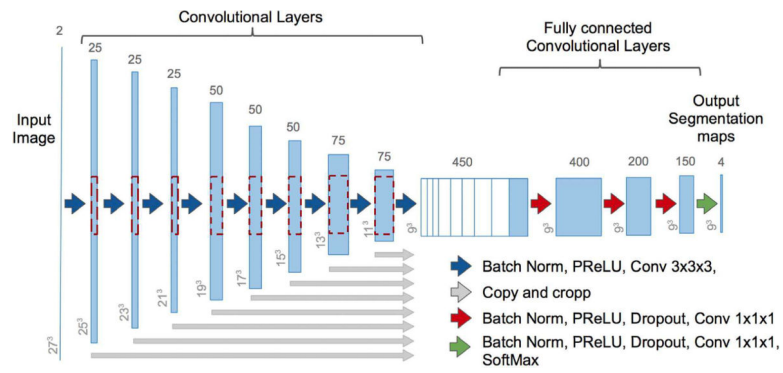 Convolutional Layers
Fully connected
Convolutional Layers
2
25
25
25
50
50
50
75
75
450
400
200
150
4
Input
Image
Output
Segmentation
maps
27³
25³
23³
21³
19³
17³
15³
13³
11³
9³
9³
9³
9³
9³
Batch Norm, PReLU, Conv 3x3x3,
Copy and cropp
Batch Norm, PReLU, Dropout, Conv 1x1x1
Batch Norm, PReLU, Dropout, Conv 1x1x1,
SoftMax